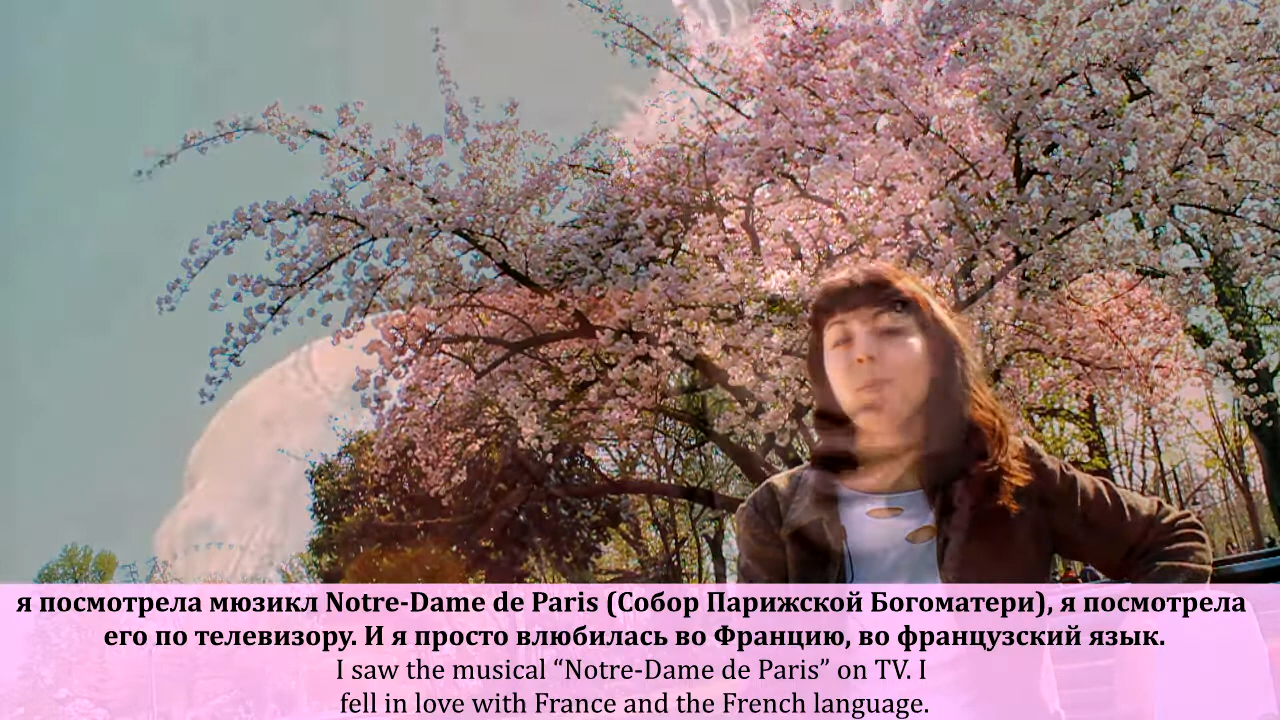 я посмотрела мюзикл Notre-Dame de Paris (Собор Парижской Богоматери), я посмотрела
его по телевизору. И я просто влюбилась во Францию, во французский язык.
I saw the musical “Notre-Dame de Paris” on TV. I
fell in love with France and the French language.